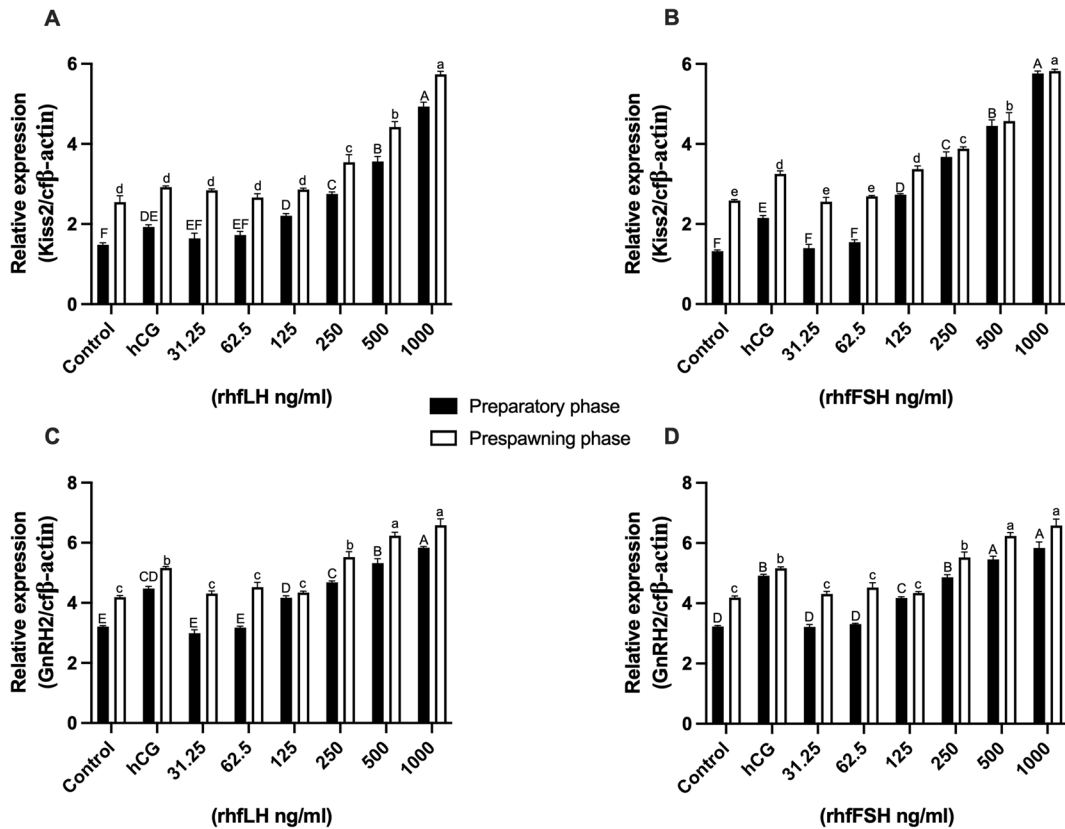 A
Relative expression
(Kiss2/cfβ-actin)
6
4
2
0
F
d
DE
d
EF
d
EF
d
D
d
C
c
B
b
A
a
Control
hCG
31.25
62.5
125
250
500
1000
(rhfLH ng/ml)
B
Relative expression
(Kiss2/cfβ-actin)
6
4
2
0
F
e
E
d
F
e
F
e
D
d
C
c
B
b
A
a
Control
hCG
31.25
62.5
125
250
500
1000
(rhfFSH ng/ml)
Preparatory phase
Prespawning phase
C
Relative expression
(GnRH2/cfβ-actin)
8
6
4
2
0
E
c
CD
b
E
c
E
c
D
c
C
b
B
a
A
a
Control
hCG
31.25
62.5
125
250
500
1000
(rhfLH ng/ml)
D
Relative expression
(GnRH2/cfβ-actin)
8
6
4
2
0
D
c
B
b
D
c
D
c
C
c
B
b
A
a
A
a
Control
hCG
31.25
62.5
125
250
500
1000
(rhfFSH ng/ml)